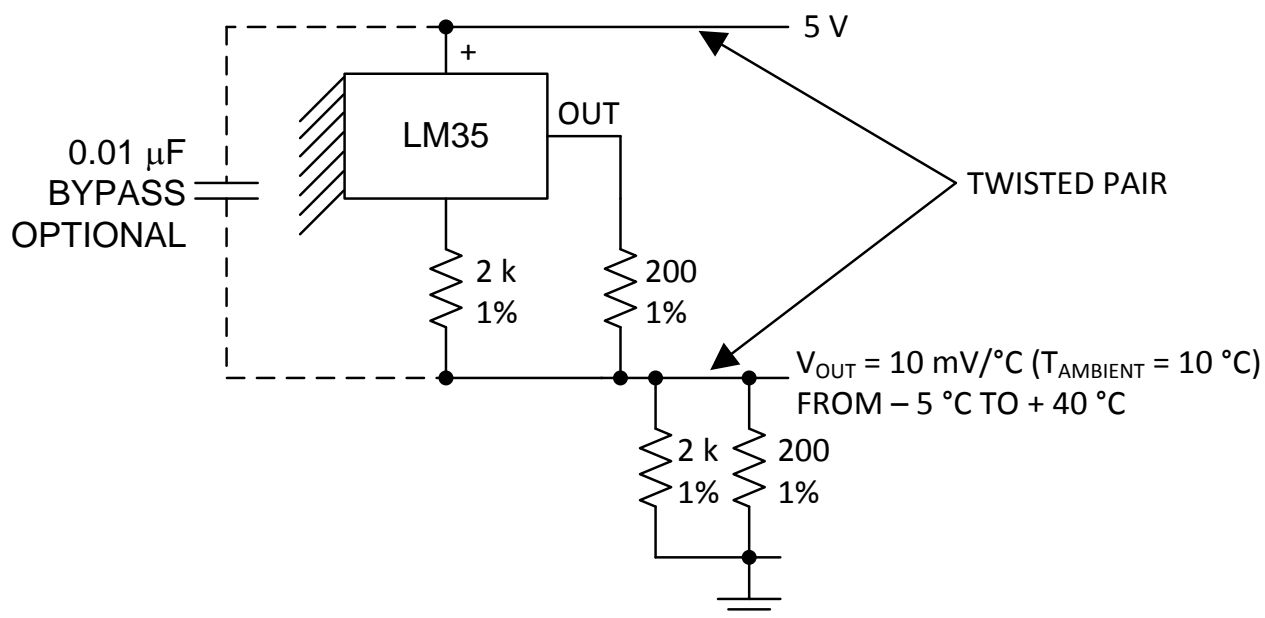 5 V
+
OUT
LM35
0.01 μF
BYPASS
OPTIONAL
TWISTED PAIR
2 k
1%
200
1%
V_OUT = 10 mV/°C (T_AMBIENT = 10 °C)
FROM – 5 °C TO + 40 °C
2 k
1%
200
1%